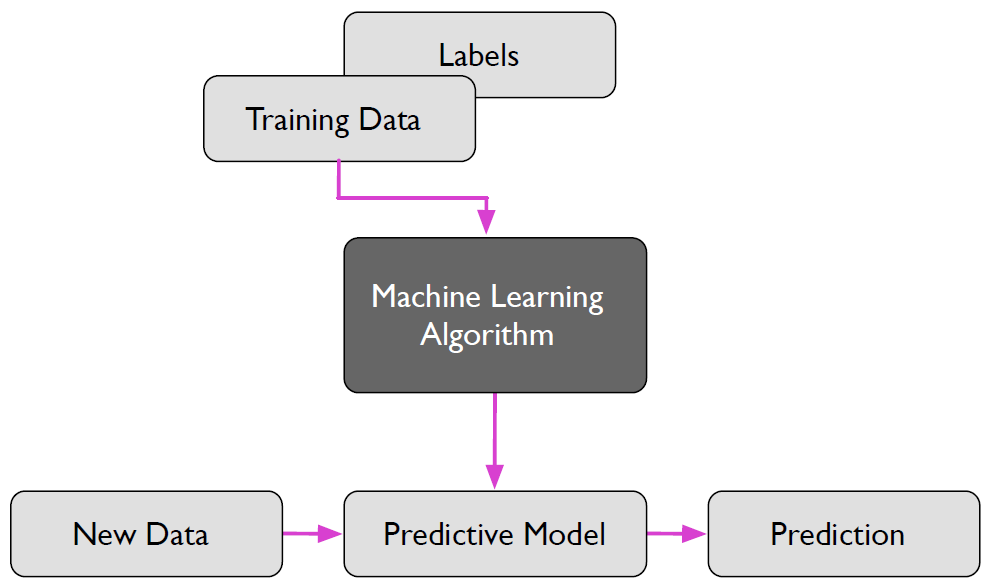 Labels
Training Data
Machine Learning
Algorithm
New Data
Predictive Model
Prediction